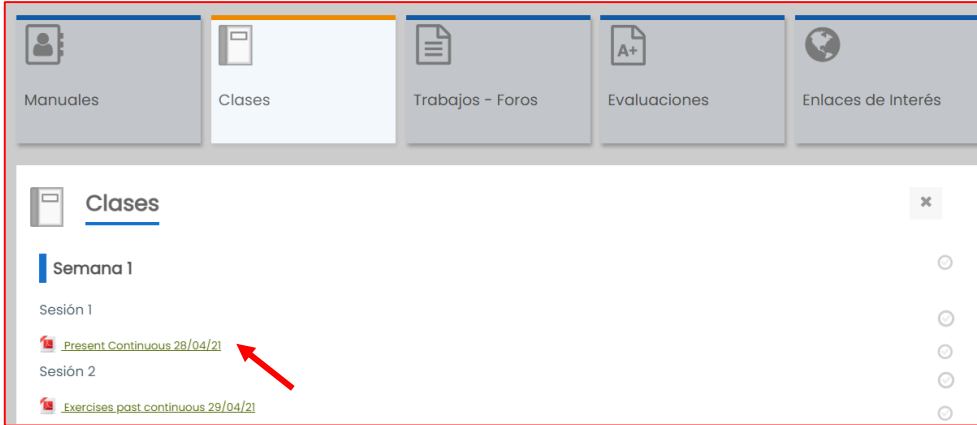 Manuales
Clases
Trabajos - Foros
A+
Evaluaciones
Enlaces de Interés
Clases
Semana 1
Sesión 1
Present Continuous 28/04/21
Sesión 2
Exercises past continuous 29/04/21